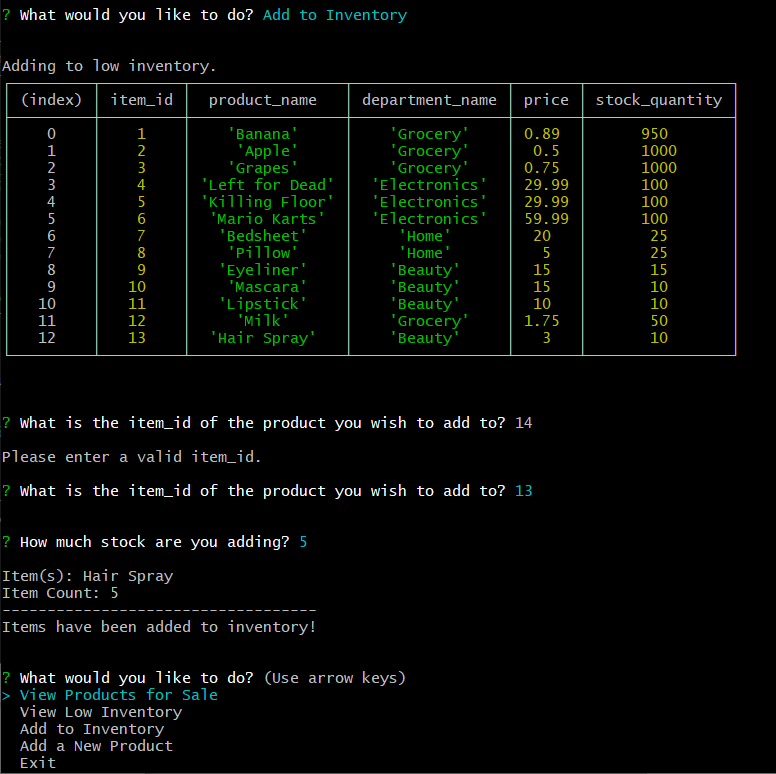 ? What would you like to do? Add to Inventory
Adding to low inventory.
(index) item_id product_name department_name price stock_quantity
0 1 'Banana' 'Grocery' 0.89 950
1 2 'Apple' 'Grocery' 0.5 1000
2 3 'Grapes' 'Grocery' 0.75 1000
3 4 'Left for Dead' 'Electronics' 29.99 100
4 5 'Killing Floor' 'Electronics' 29.99 100
5 6 'Mario Karts' 'Electronics' 59.99 100
6 7 'Bedsheet' 'Home' 20 25
7 8 'Pillow' 'Home' 5 25
8 9 'Eyeliner' 'Beauty' 15 15
9 10 'Mascara' 'Beauty' 15 10
10 11 'Lipstick' 'Beauty' 10 10
11 12 'Milk' 'Grocery' 1.75 50
12 13 'Hair Spray' 'Beauty' 3 10
? What is the item_id of the product you wish to add to? 14
Please enter a valid item_id.
? What is the item_id of the product you wish to add to? 13
? How much stock are you adding? 5
Item(s): Hair Spray
Item Count: 5
-----------------------------------
Items have been added to inventory!
? What would you like to do? (Use arrow keys)
> View Products for Sale
View Low Inventory
Add to Inventory
Add a New Product
Exit